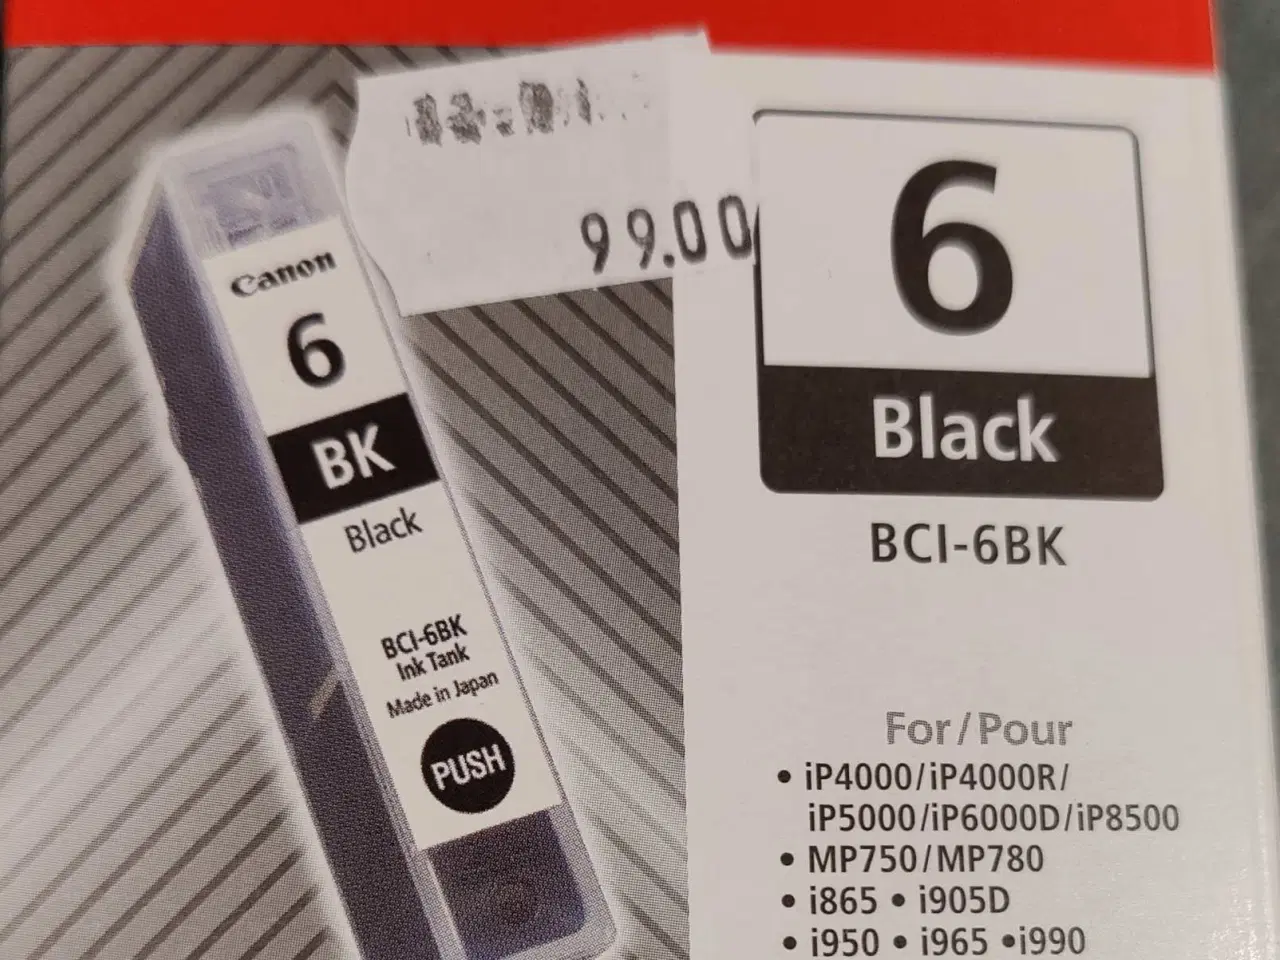 99.00
Canon
6
BK
Black
BCI-6BK
Ink Tank
Made in Japan
PUSH
6
Black
BCI-6BK
For/Pour
• iP4000/iP4000R/
iP5000/iP6000D/iP8500
• MP750/MP780
• i865 • i905D
• i950 • i965 •i990